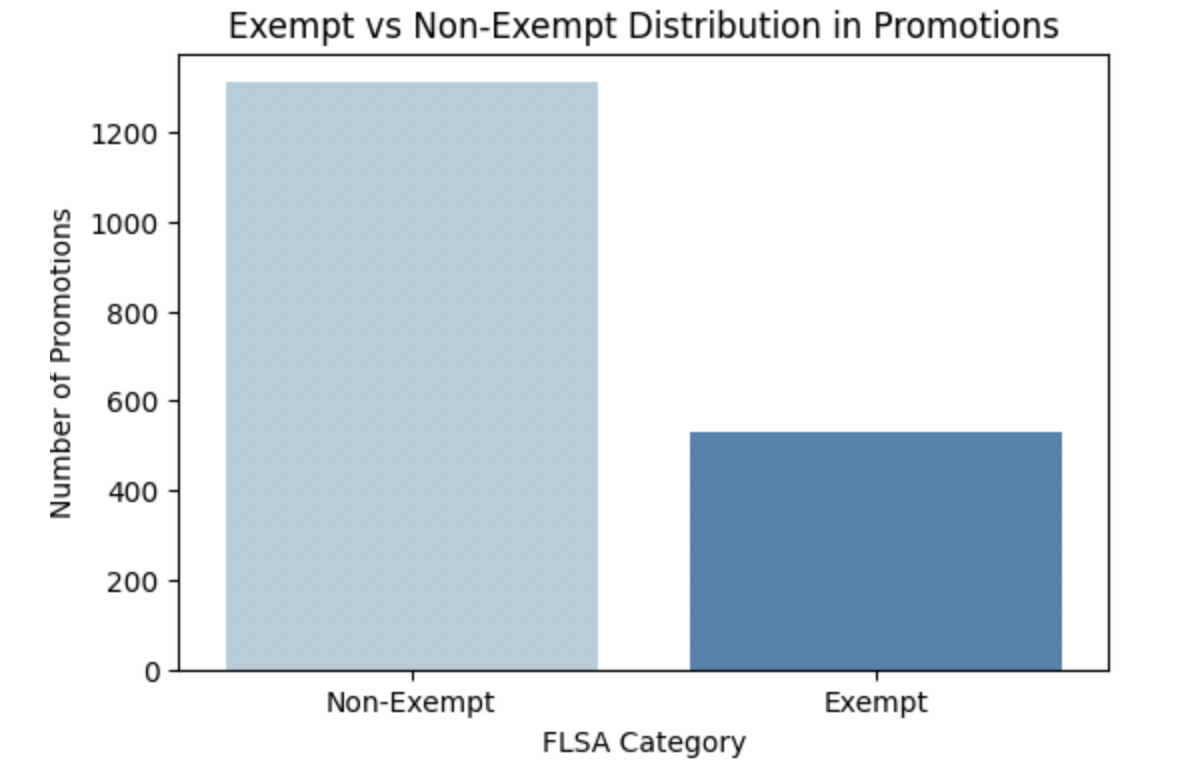 Exempt vs Non-Exempt Distribution in Promotions
Number of Promotions
1200
1000
800
600
400
200
0
Non-Exempt
Exempt
FLSA Category